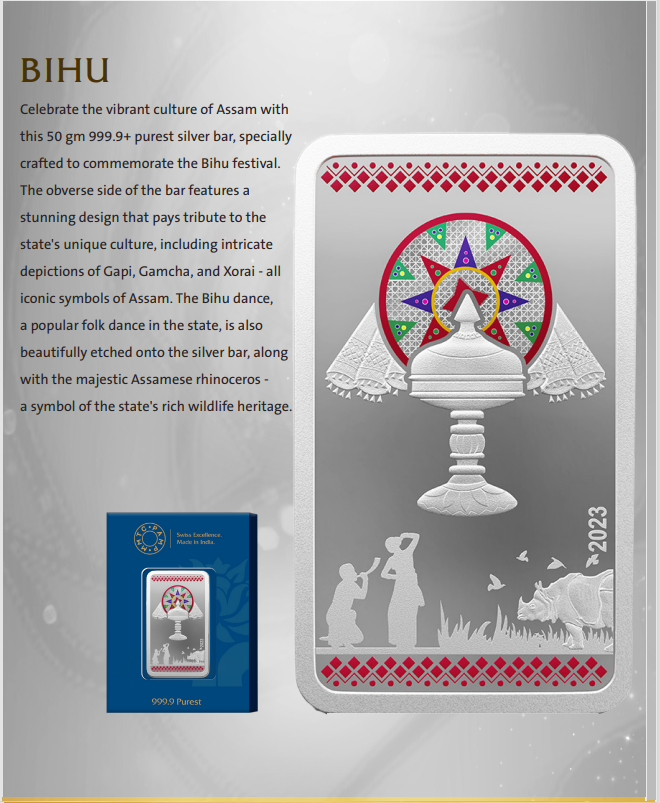 BIHU
Celebrate the vibrant culture of Assam with
this 50 gm 999.9+ purest silver bar, specially
crafted to commemorate the Bihu festival.
The obverse side of the bar features a
stunning design that pays tribute to the
state's unique culture, including intricate
depictions of Gapi, Gamcha, and Xorai - all
iconic symbols of Assam. The Bihu dance,
a popular folk dance in the state, is also
beautifully etched onto the silver bar, along
with the majestic Assamese rhinoceros -
a symbol of the state's rich wildlife heritage.
2023
MMTC·PAMP
Swiss Excellence.
Made in India.
999.9 Purest